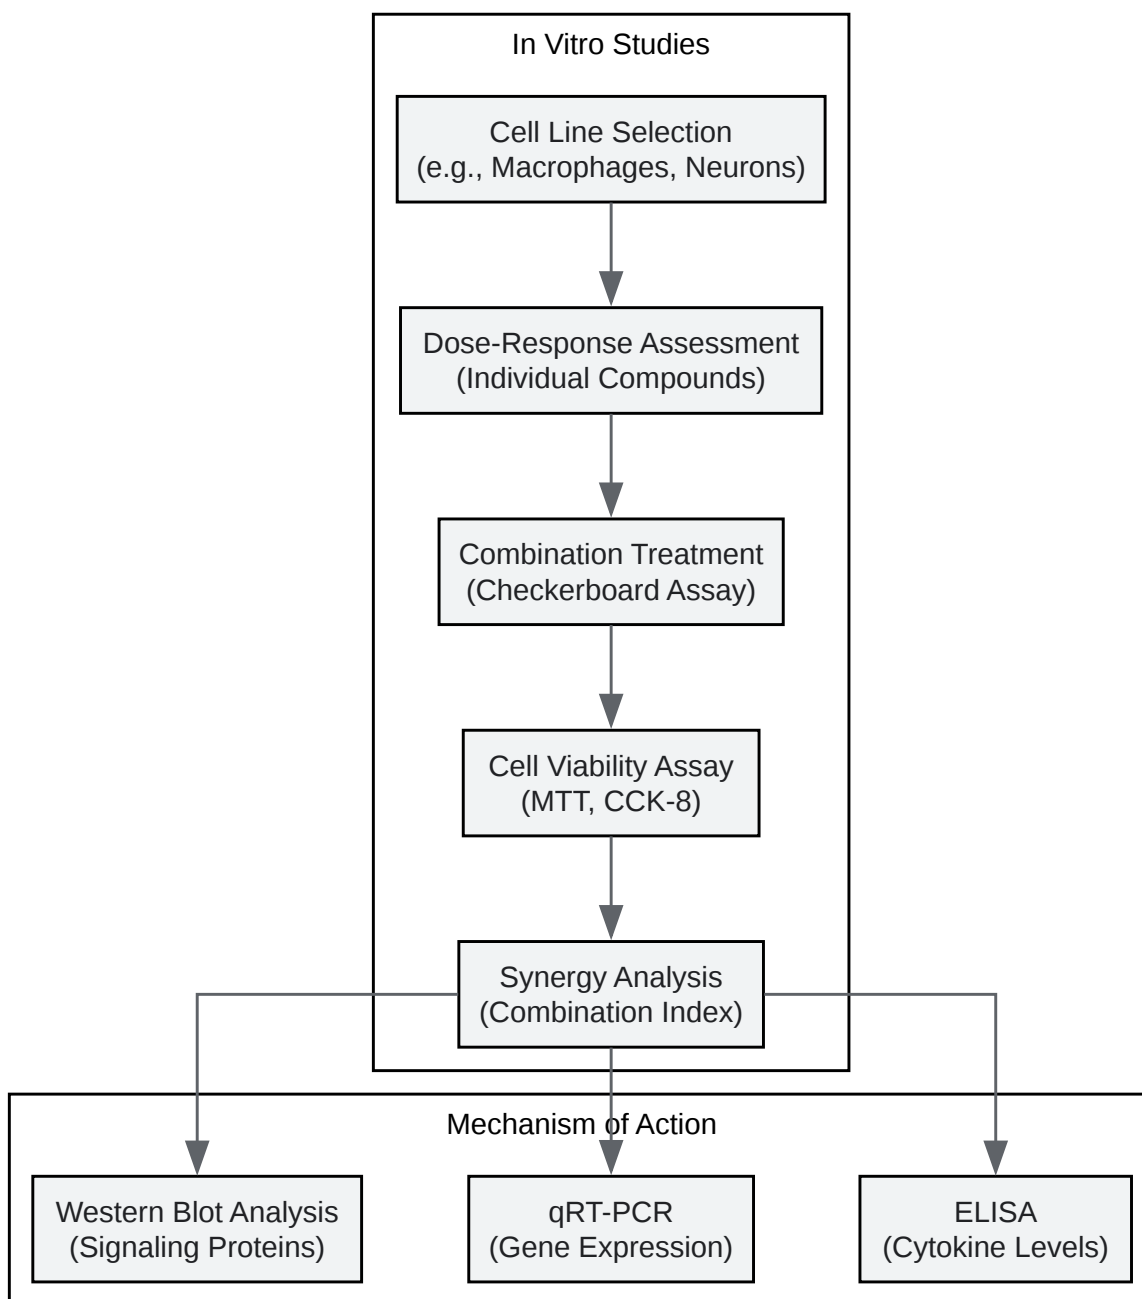 In Vitro Studies
Cell Line Selection
(e.g., Macrophages, Neurons)
Dose-Response Assessment
(Individual Compounds)
Combination Treatment
(Checkerboard Assay)
Cell Viability Assay
(MTT, CCK-8)
Synergy Analysis
(Combination Index)
Mechanism of Action
Western Blot Analysis
(Signaling Proteins)
qRT-PCR
(Gene Expression)
ELISA
(Cytokine Levels)